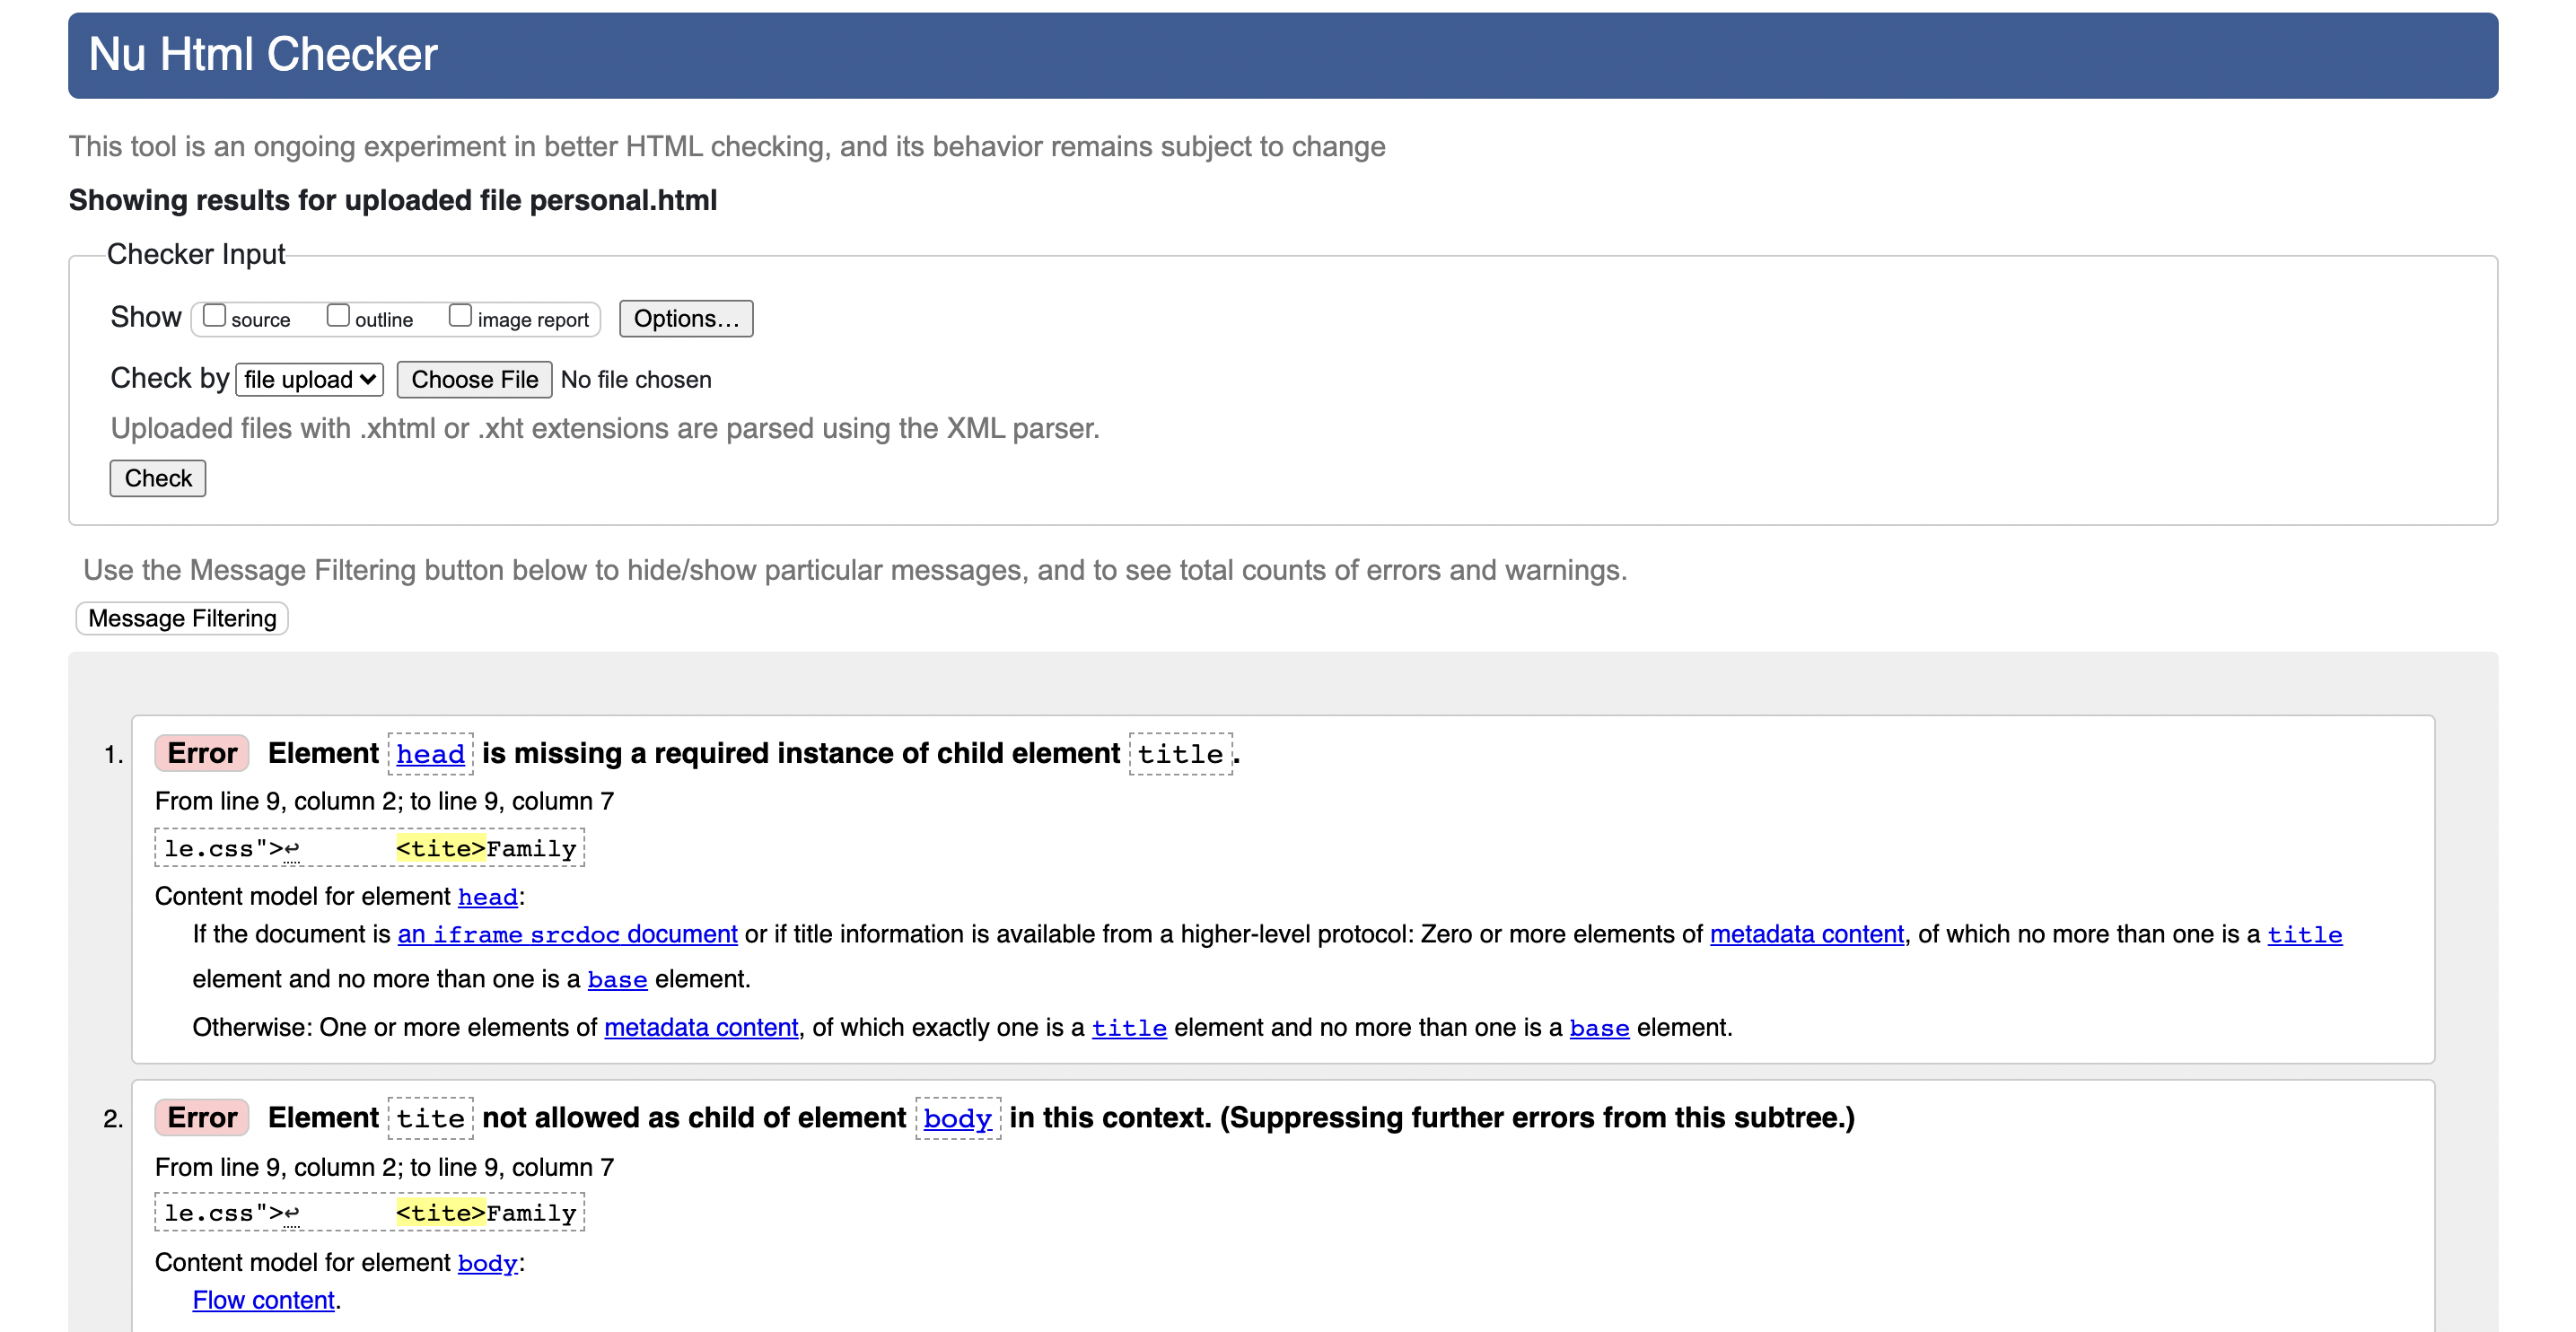 Nu Html Checker
This tool is an ongoing experiment in better HTML checking, and its behavior remains subject to change
Showing results for uploaded file personal.html
Checker Input
Show source outline image report Options...
Check by file upload Choose File No file chosen
Uploaded files with .xhtml or .xht extensions are parsed using the XML parser.
Check
Use the Message Filtering button below to hide/show particular messages, and to see total counts of errors and warnings.
Message Filtering
1. Error Element head is missing a required instance of child element title.
From line 9, column 2; to line 9, column 7
le.css">↩ <tite>Family
Content model for element head:
If the document is an iframe srcdoc document or if title information is available from a higher-level protocol: Zero or more elements of metadata content, of which no more than one is a title
element and no more than one is a base element.
Otherwise: One or more elements of metadata content, of which exactly one is a title element and no more than one is a base element.
2. Error Element tite not allowed as child of element body in this context. (Suppressing further errors from this subtree.)
From line 9, column 2; to line 9, column 7
le.css">↩ <tite>Family
Content model for element body:
Flow content.